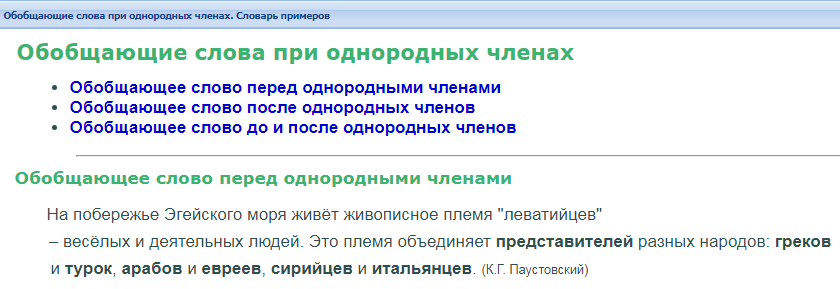 Обобщающие слова при однородных членах. Словарь примеров
Обобщающие слова при однородных членах
Обобщающее слово перед однородными членами
Обобщающее слово после однородных членов
Обобщающее слово до и после однородных членов
Обобщающее слово перед однородными членами
На побережье Эгейского моря живёт живописное племя "леватийцев"
– весёлых и деятельных людей. Это племя объединяет представителей разных народов: греков
и турок, арабов и евреев, сирийцев и итальянцев. (К.Г. Паустовский)